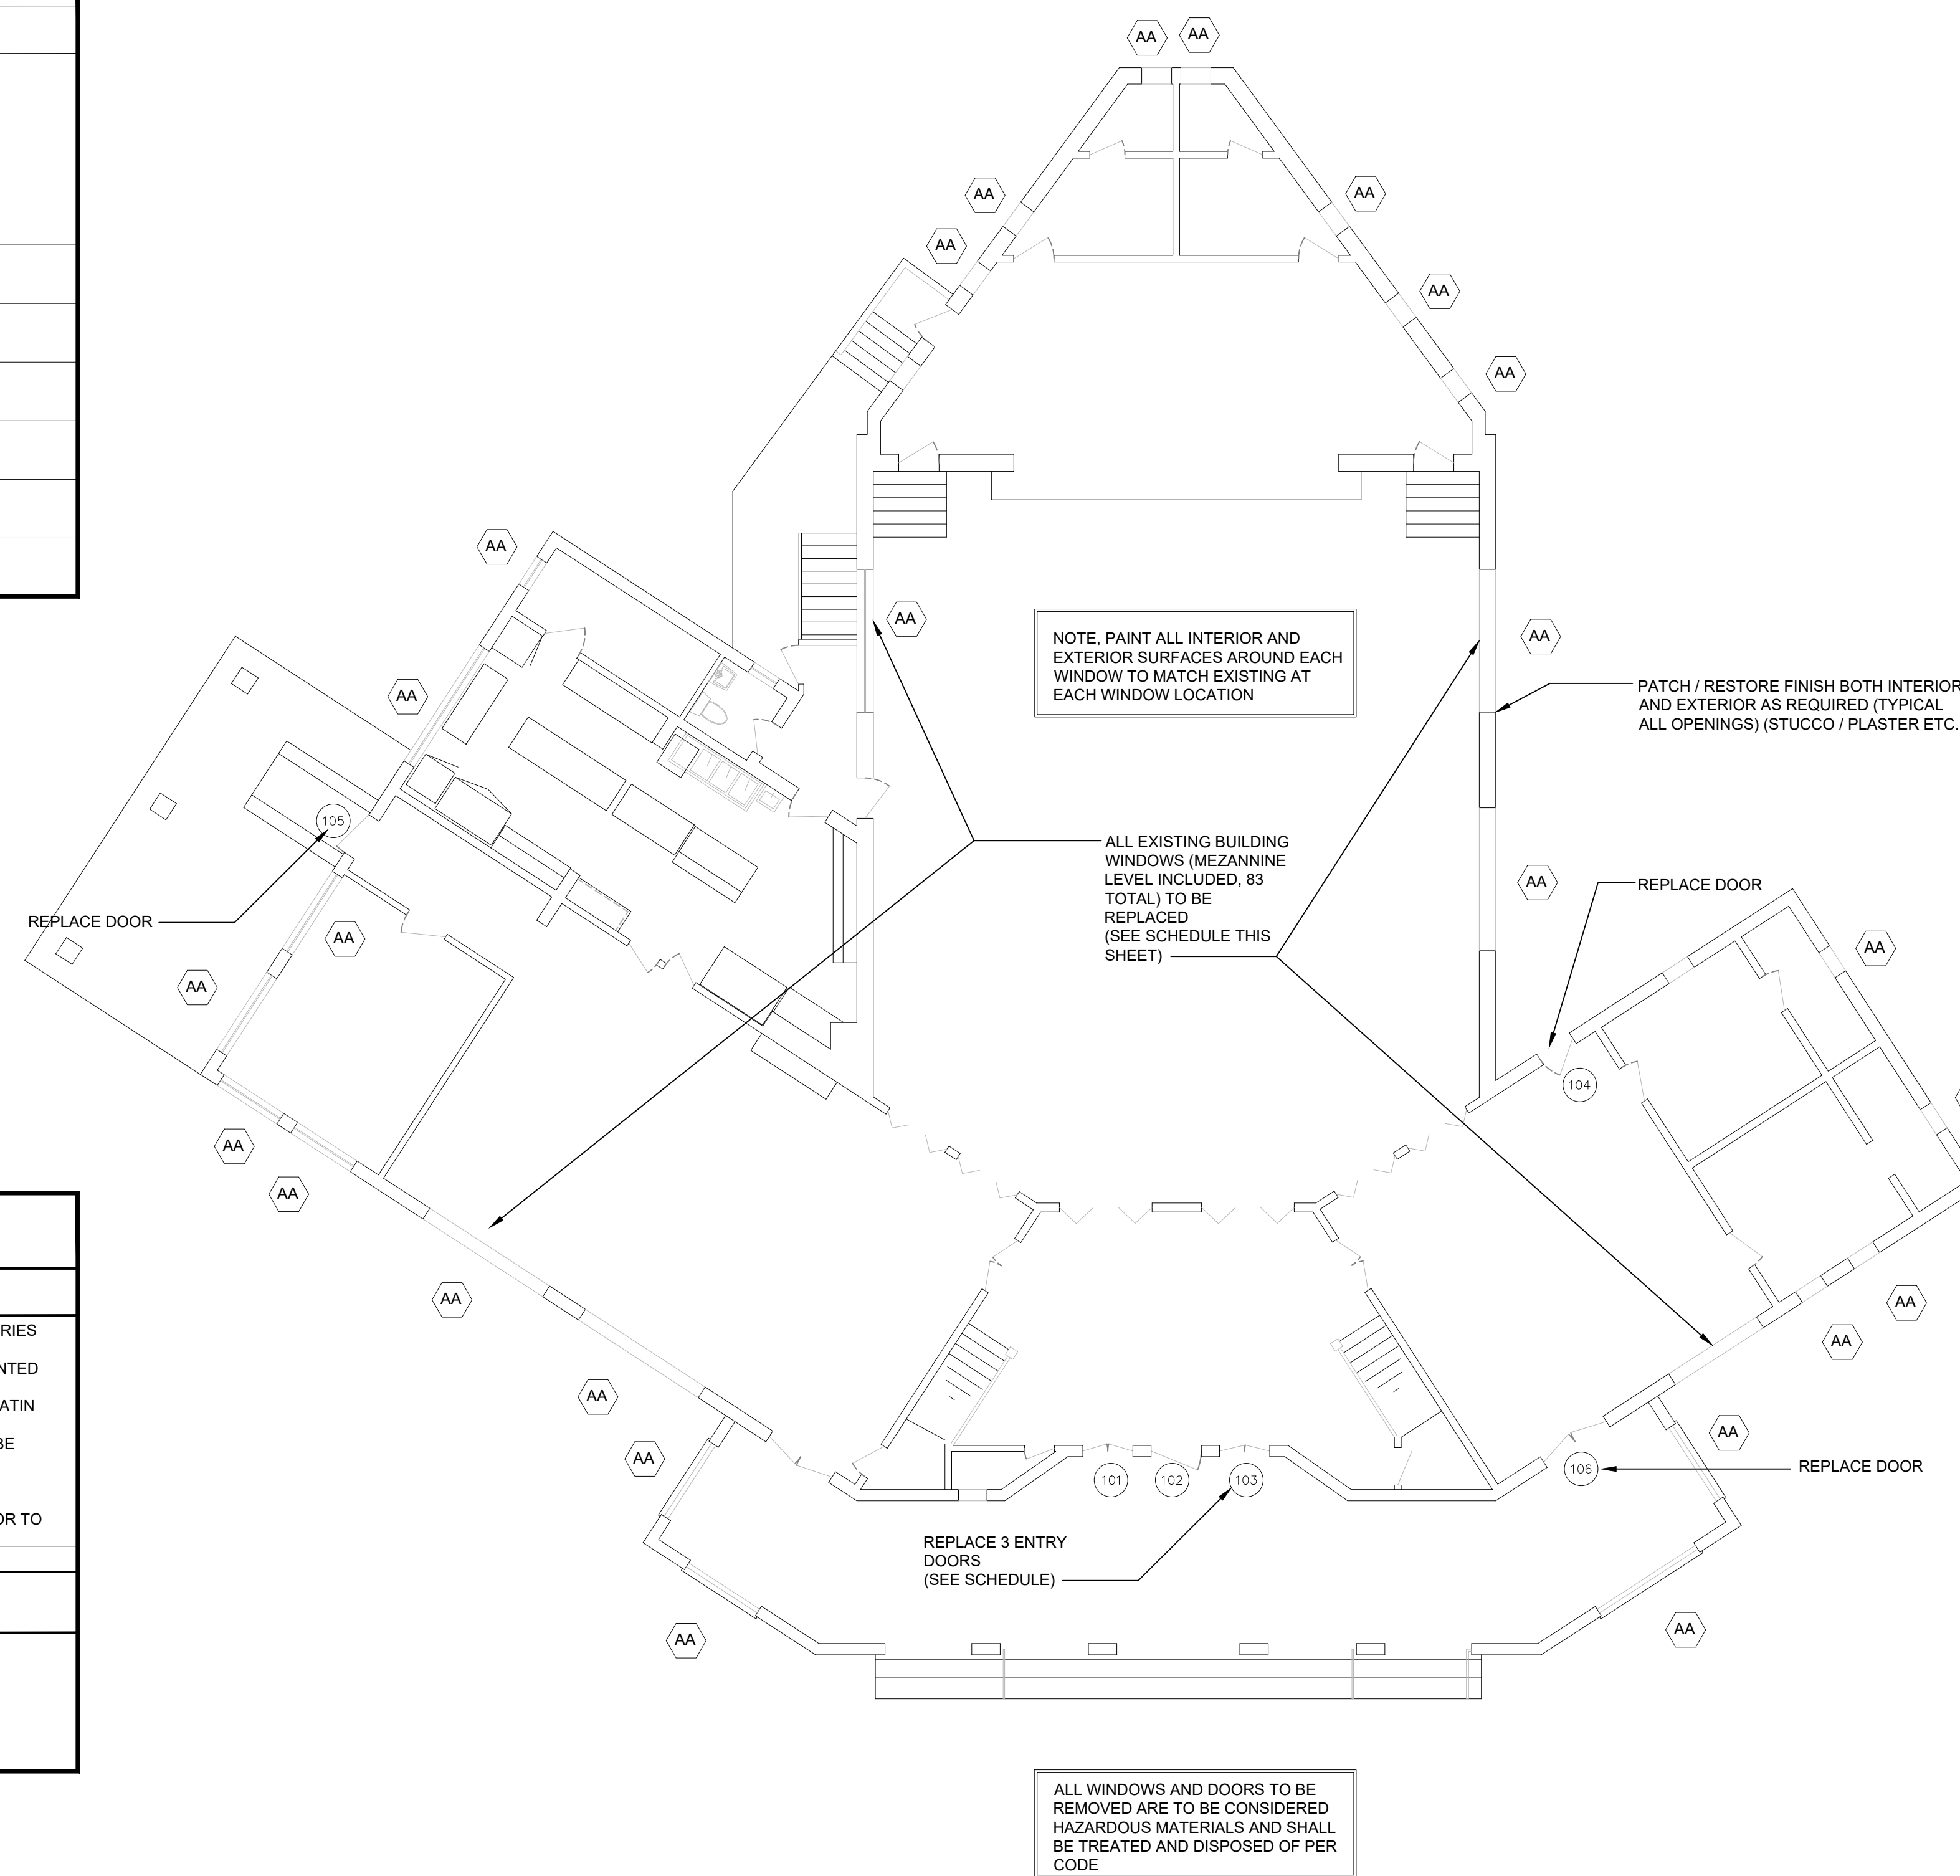 AA
AA
AA
AA
AA
AA
AA
AA
AA
AA
AA
NOTE, PAINT ALL INTERIOR AND
EXTERIOR SURFACES AROUND EACH
WINDOW TO MATCH EXISTING AT
EACH WINDOW LOCATION
PATCH / RESTORE FINISH BOTH INTERIOR
AND EXTERIOR AS REQUIRED (TYPICAL
ALL OPENINGS) (STUCCO / PLASTER ETC.
105
REPLACE DOOR
ALL EXISTING BUILDING
WINDOWS (MEZANNINE
LEVEL INCLUDED, 83
TOTAL) TO BE
REPLACED
(SEE SCHEDULE THIS
SHEET)
AA
REPLACE DOOR
AA
AA
AA
104
AA
AA
AA
AA
AA
AA
AA
AA
AA
RIES
NTED
ATIN
BE
OR TO
101
102
103
106
REPLACE DOOR
REPLACE 3 ENTRY
DOORS
(SEE SCHEDULE)
AA
AA
ALL WINDOWS AND DOORS TO BE
REMOVED ARE TO BE CONSIDERED
HAZARDOUS MATERIALS AND SHALL
BE TREATED AND DISPOSED OF PER
CODE